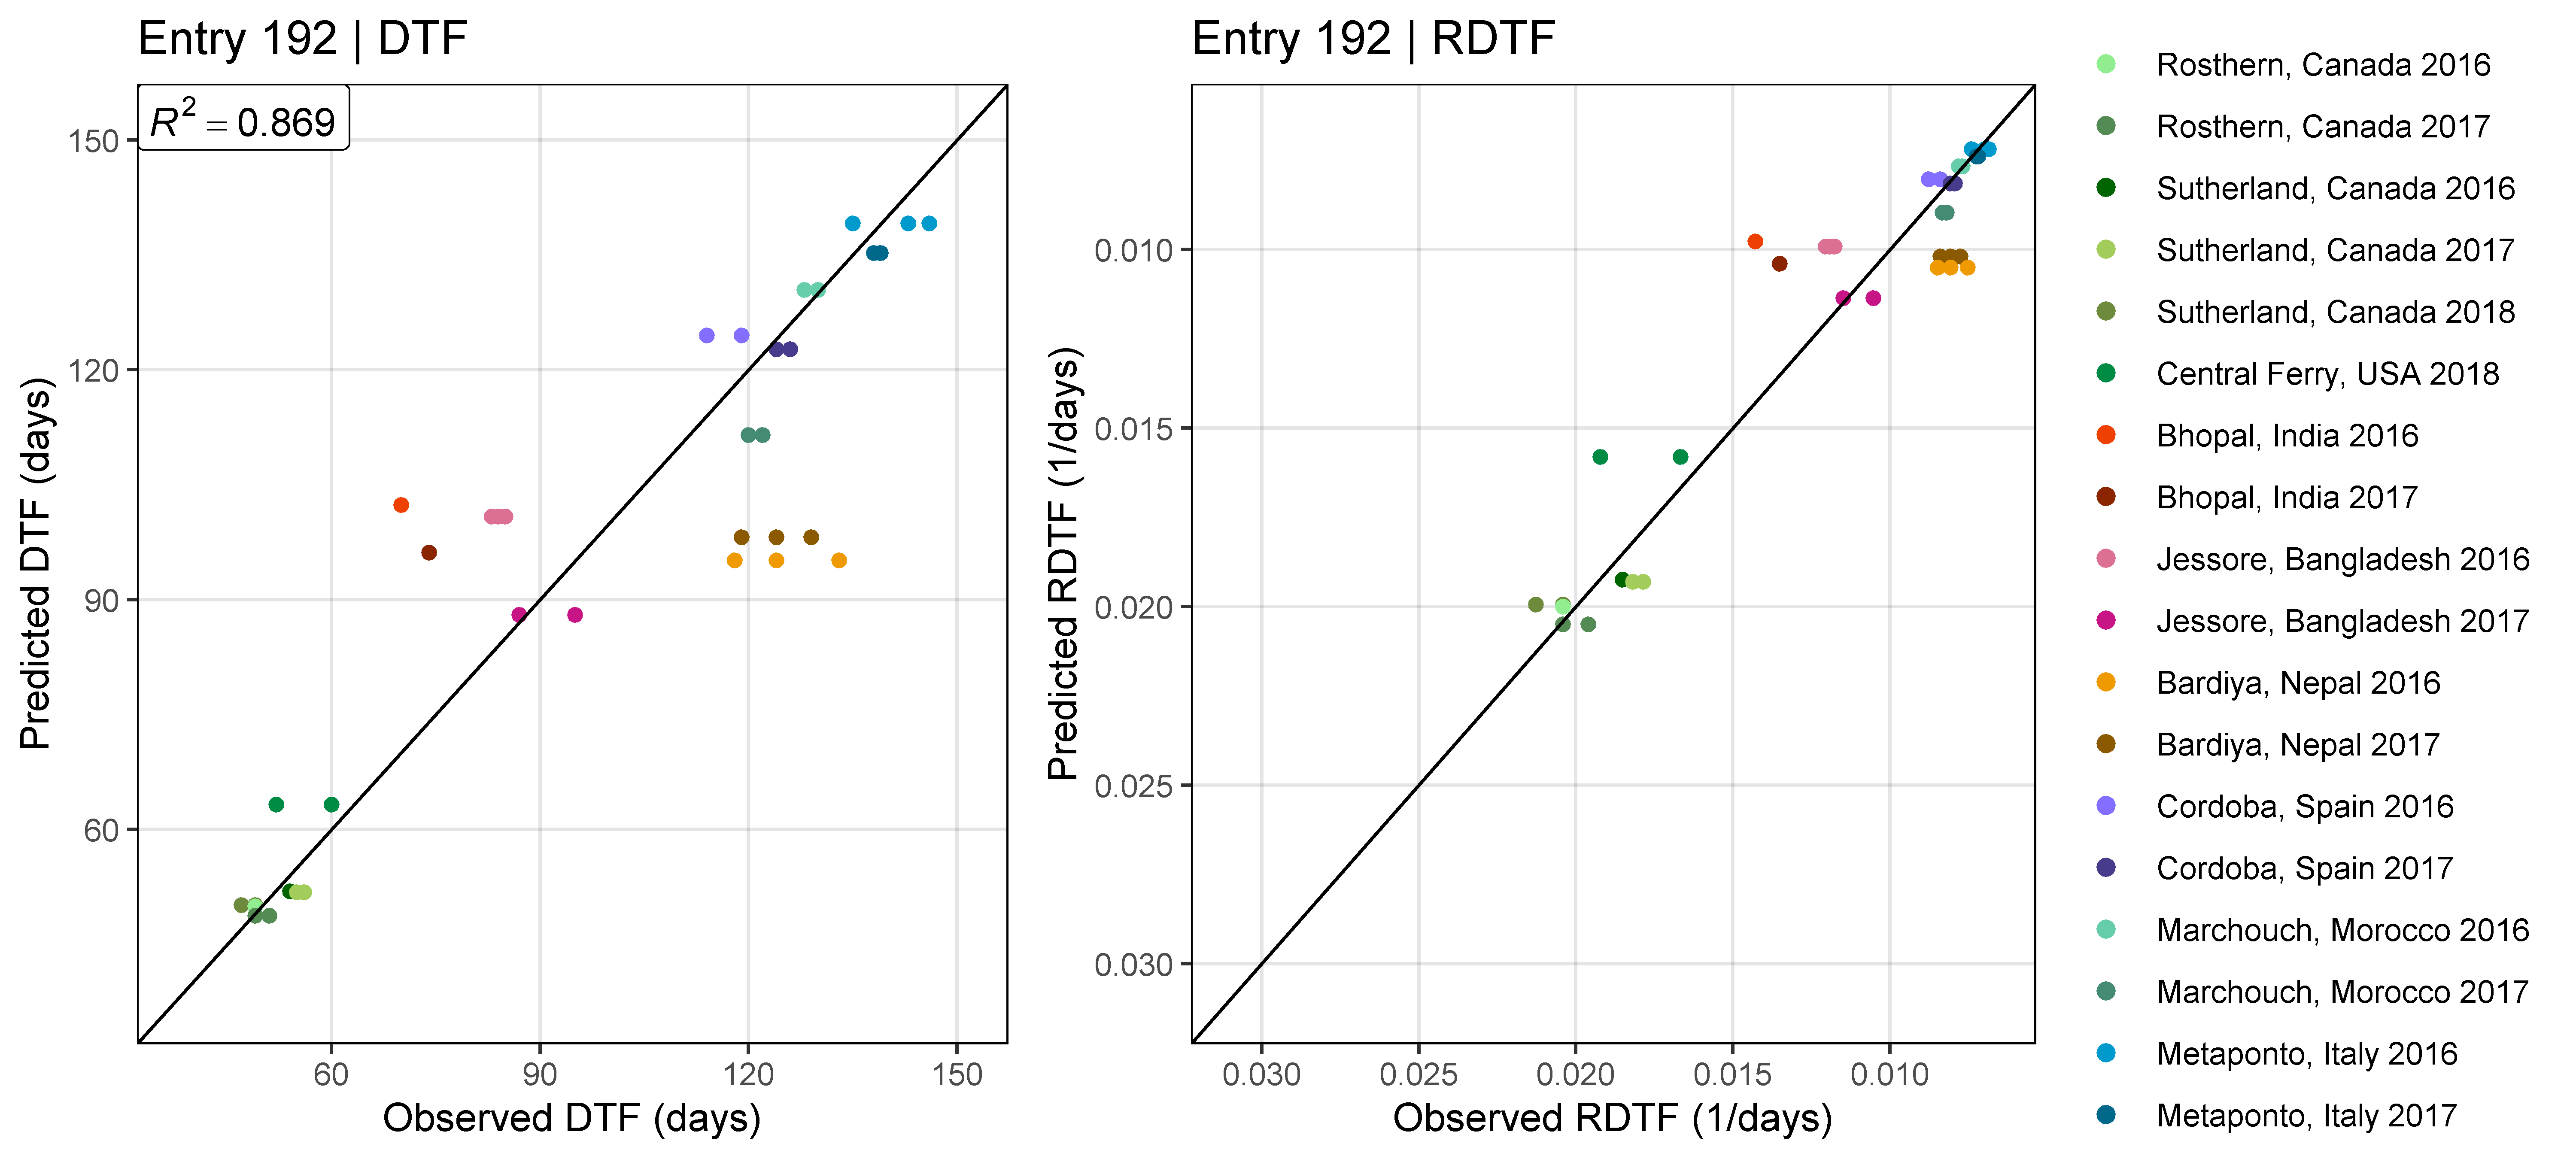 Entry 192 | DTF
R² = 0.869
150
120
90
60
60
90
120
150
Predicted DTF (days)
Observed DTF (days)
Entry 192 | RDTF
0.010
0.015
0.020
0.025
0.030
0.030
0.025
0.020
0.015
0.010
Predicted RDTF (1/days)
Observed RDTF (1/days)
Rosthern, Canada 2016
Rosthern, Canada 2017
Sutherland, Canada 2016
Sutherland, Canada 2017
Sutherland, Canada 2018
Central Ferry, USA 2018
Bhopal, India 2016
Bhopal, India 2017
Jessore, Bangladesh 2016
Jessore, Bangladesh 2017
Bardiya, Nepal 2016
Bardiya, Nepal 2017
Cordoba, Spain 2016
Cordoba, Spain 2017
Marchouch, Morocco 2016
Marchouch, Morocco 2017
Metaponto, Italy 2016
Metaponto, Italy 2017